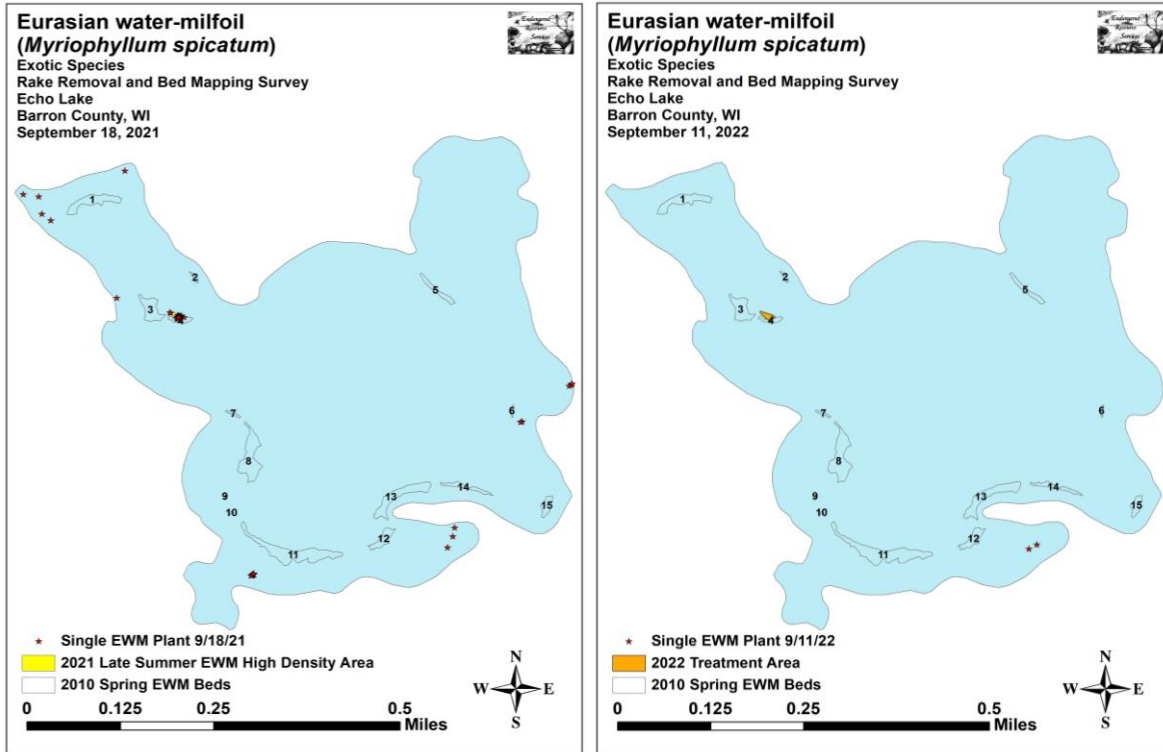 Eurasian water-milfoil
(Myriophyllum spicatum)
Exotic Species
Rake Removal and Bed Mapping Survey
Echo Lake
Barron County, WI
September 18, 2021
Endangered
Resource
Services
1
2
3
4
5
6
7
8
9
10
11
12
13
14
15
Single EWM Plant 9/18/21
2021 Late Summer EWM High Density Area
2010 Spring EWM Beds
N
W E
S
0 0.125 0.25 0.5
Miles
Eurasian water-milfoil
(Myriophyllum spicatum)
Exotic Species
Rake Removal and Bed Mapping Survey
Echo Lake
Barron County, WI
September 11, 2022
Endangered
Resource
Services
1
2
3
4
5
6
7
8
9
10
11
12
13
14
15
Single EWM Plant 9/11/22
2022 Treatment Area
2010 Spring EWM Beds
N
W E
S
0 0.125 0.25 0.5
Miles